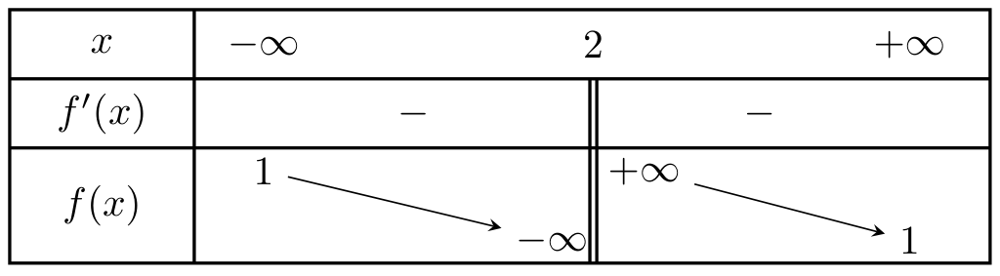 x −∞ 2 +∞
f′(x) − −
f(x) 1 −∞ +∞ 1